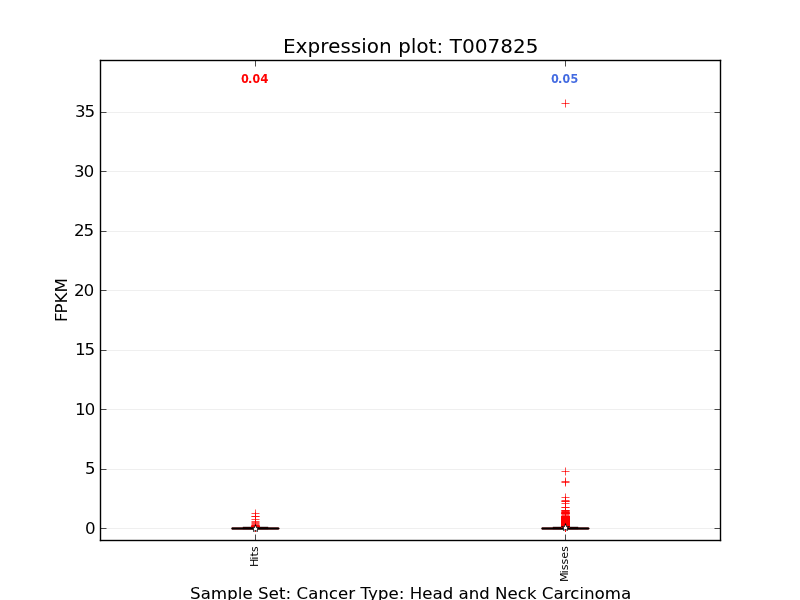 Expression plot: T007825
0.04
0.05
35
30
25
20
15
10
5
0
FPKM
Hits
Misses
Sample Set: Cancer Type: Head and Neck Carcinoma